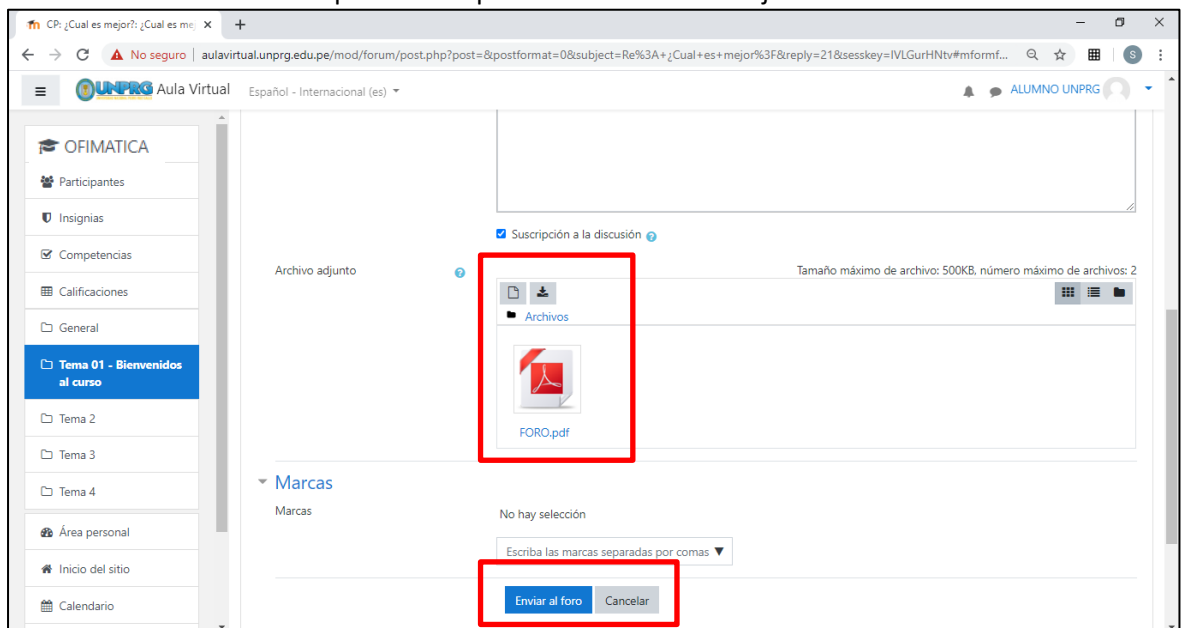 CP: ¿Cual es mejor?: ¿Cual es mej
No seguro | aulavirtual.unprg.edu.pe/mod/forum/post.php?post=&postformat=0&subject=Re%3A+¿Cual+es+mejor%3F&reply=21&sesskey=IVLGurHNtv#mformf...
S
UNPRG Aula Virtual Español - Internacional (es)
ALUMNO UNPRG
OFIMATICA
Participantes
Insignias
Competencias
Calificaciones
General
Tema 01 - Bienvenidos
al curso
Tema 2
Tema 3
Tema 4
Área personal
Inicio del sitio
Calendario
Suscripción a la discusión
Archivo adjunto
Tamaño máximo de archivo: 500KB, número máximo de archivos: 2
Archivos
FORO.pdf
Marcas
Marcas
No hay selección
Escriba las marcas separadas por comas ▼
Enviar al foro Cancelar